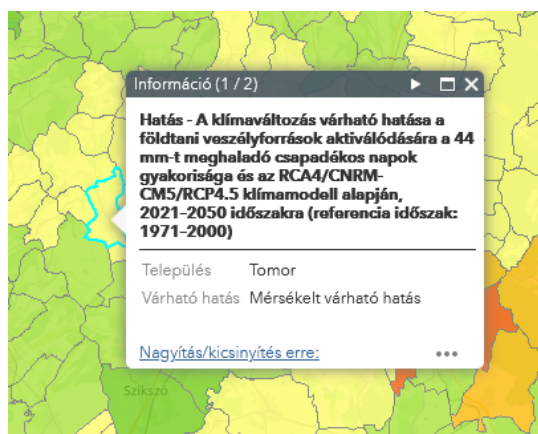 Információ (1 / 2)
Hatás - A klímaváltozás várható hatása a
földtani veszélyforrások aktiválódására a 44
mm-t meghaladó csapadékos napok
gyakorisága és az RCA4/CNRM-
CM5/RCP4.5 klímamodell alapján,
2021-2050 időszakra (referencia időszak:
1971-2000)
Település Tomor
Várható hatás Mérsékelt várható hatás
Nagyítás/kicsinyítés erre:
Szikszó